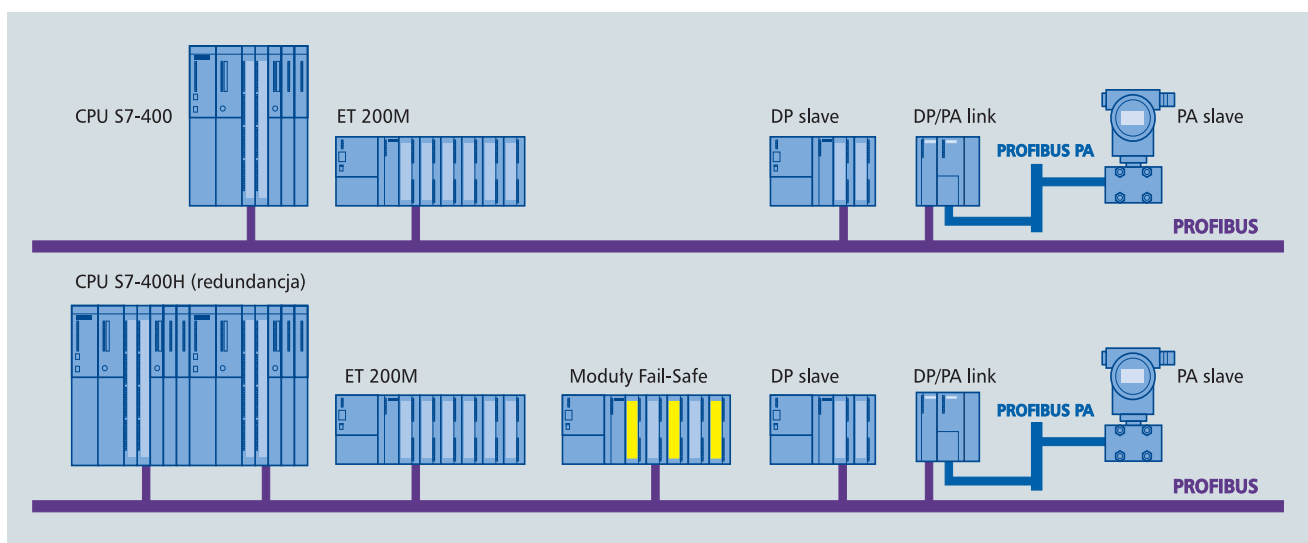 CPU S7-400
ET 200M
DP slave
DP/PA link
PA slave
PROFIBUS PA
PROFIBUS
CPU S7-400H (redundancja)
ET 200M
Moduły Fail-Safe
DP slave
DP/PA link
PA slave
PROFIBUS PA
PROFIBUS